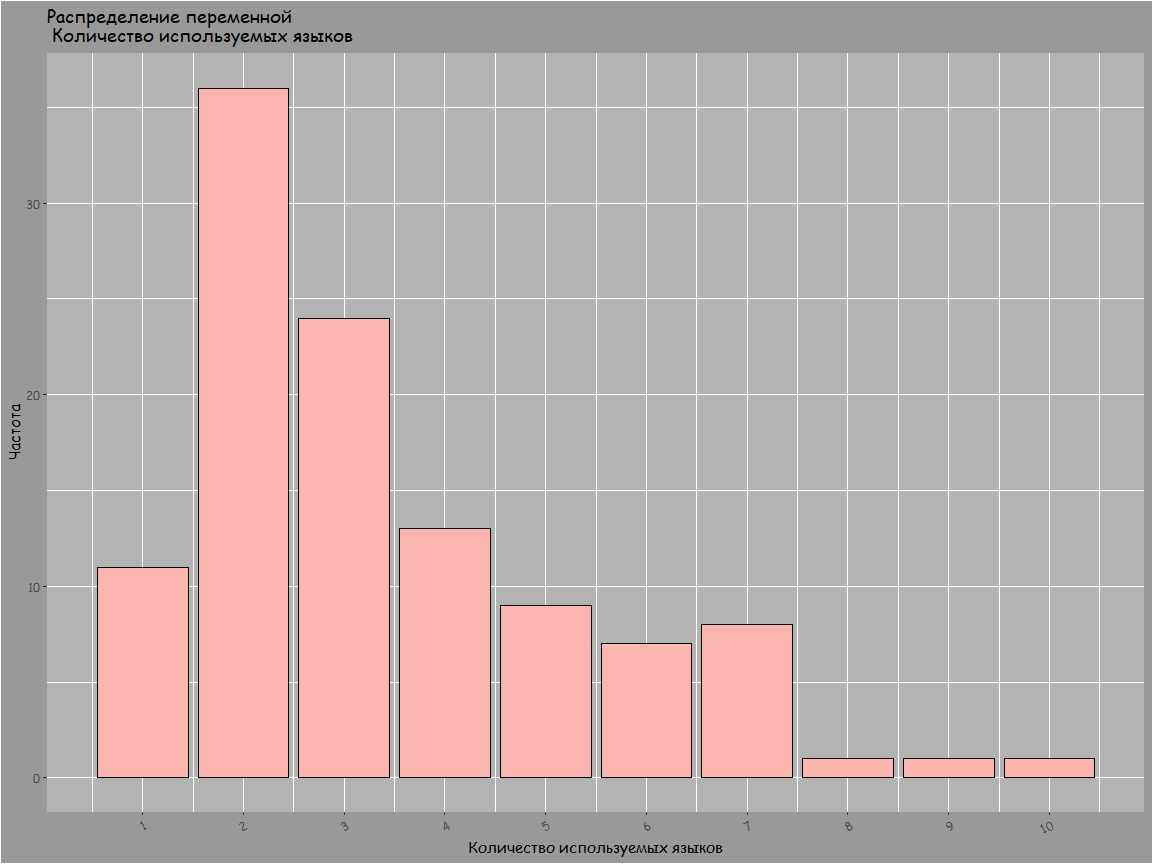 Распределение переменной
Количество используемых языков
30
20
10
0
Частота
1 2 3 4 5 6 7 8 9 10
Количество используемых языков